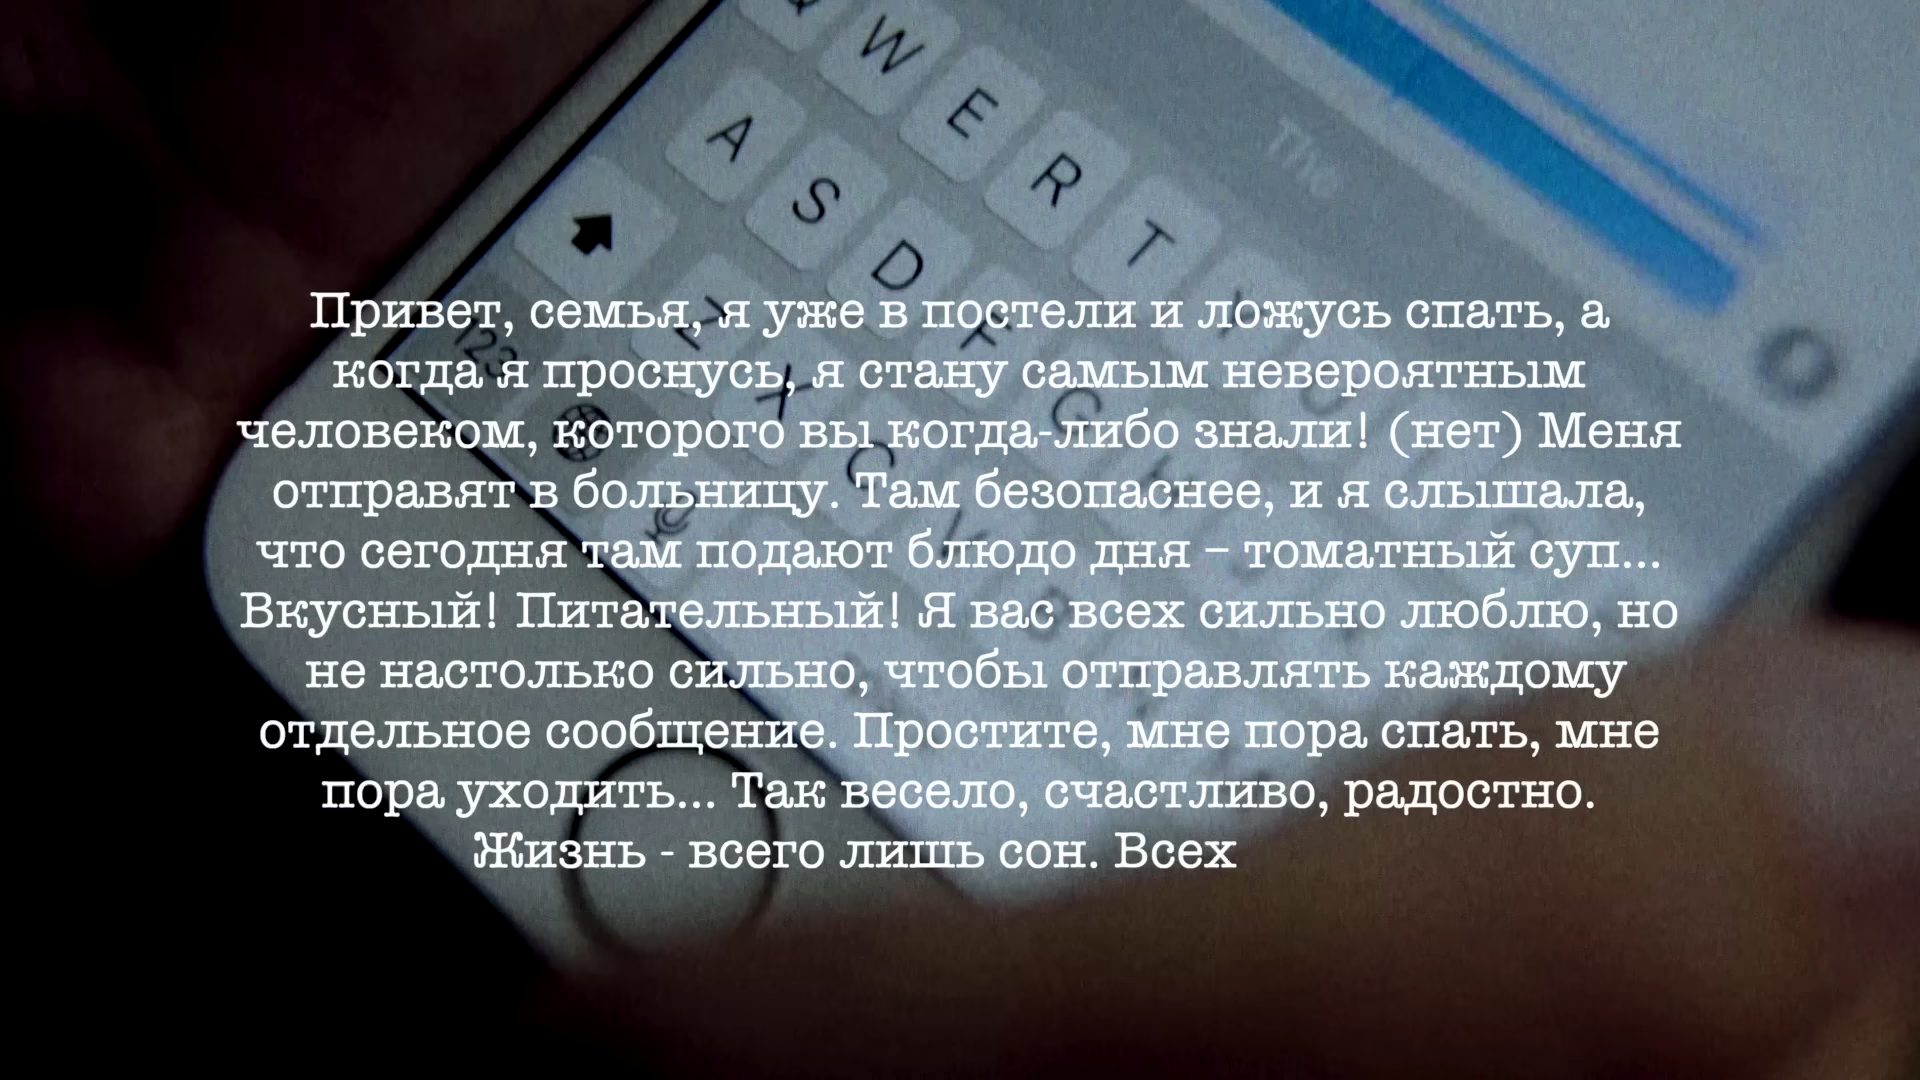 Привет, семья, я уже в постели и ложусь спать, а
когда я проснусь, я стану самым невероятным
человеком, которого вы когда-либо знали! (нет) Меня
отправят в больницу. Там безопаснее, и я слышала,
что сегодня там подают блюдо дня – томатный суп...
Вкусный! Питательный! Я вас всех сильно люблю, но
не настолько сильно, чтобы отправлять каждому
отдельное сообщение. Простите, мне пора спать, мне
пора уходить... Так весело, счастливо, радостно.
Жизнь - всего лишь сон. Всех
W E R T
A S D F G
Z X C V
123
The